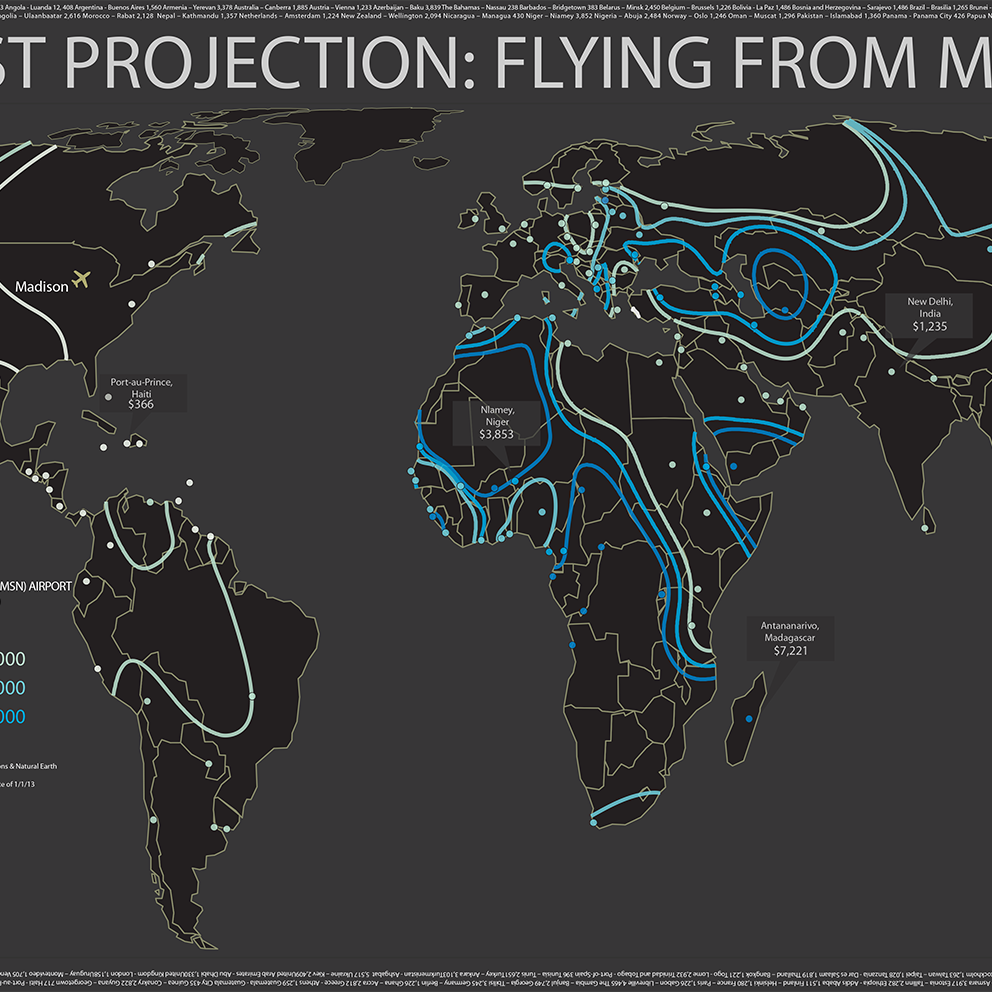 3 Angola - Luanda 12, 408 Argentina - Buenos Aires 1,560 Armenia – Yerevan 3,378 Australia – Canberra 1,885 Austria – Vienna 1,233 Azerbaijan – Baku 3,839 The Bahamas – Nassau 238 Barbados – Bridgetown 383 Belarus – Minsk 2,450 Belgium – Brussels 1,226 Bolivia - La Paz 1,486 Bosnia and Herzegovina – Sarajevo 1,486 Brazil – Brasilia 1,265 Brunei
ongolia – Ulaanbaatar 2,616 Morocco – Rabat 2,128 Nepal – Kathmandu 1,357 Netherlands – Amsterdam 1,224 New Zealand – Wellington 2,094 Nicaragua – Managua 430 Niger – Niamey 3,852 Nigeria – Abuja 2,484 Norway – Oslo 1,246 Oman – Muscat 1,296 Pakistan – Islamabad 1,360 Panama - Panama City 426 Papua N
ST PROJECTION: FLYING FROM M
Madison
New Delhi,
India
$1,235
Port-au-Prince,
Haiti
$366
NIamey,
Niger
$3,853
(MSN) AIRPORT
Antananarivo,
Madagascar
$7,221
000
000
000
ons & Natural Earth
ce of 1/1/13